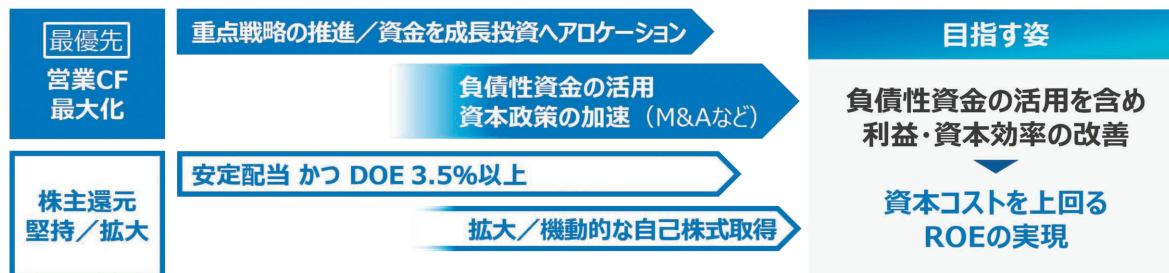 最優先
営業CF
最大化
重点戦略の推進／資金を成長投資へアロケーション
負債性資金の活用
資本政策の加速（M&Aなど）
株主還元
堅持／拡大
安定配当 かつ DOE 3.5%以上
拡大／機動的な自己株式取得
目指す姿
負債性資金の活用を含め
利益・資本効率の改善
資本コストを上回る
ROEの実現